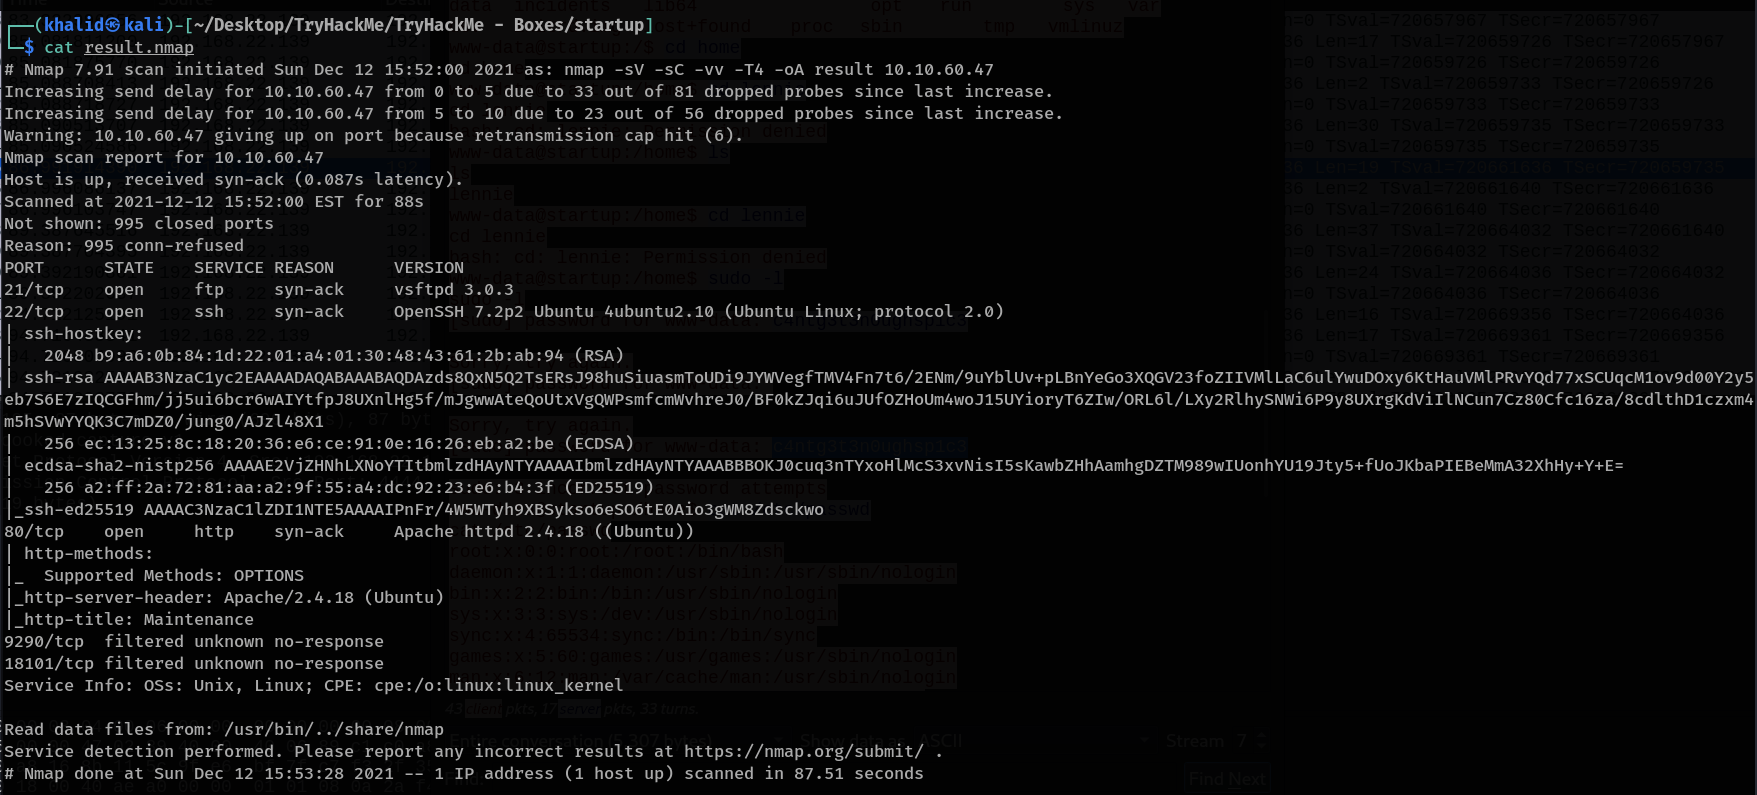 (khalid㉿kali)-[~/Desktop/TryHackMe/TryHackMe - Boxes/startup]
$ cat result.nmap
# Nmap 7.91 scan initiated Sun Dec 12 15:52:00 2021 as: nmap -sV -sC -vv -T4 -oA result 10.10.60.47
Increasing send delay for 10.10.60.47 from 0 to 5 due to 33 out of 81 dropped probes since last increase.
Increasing send delay for 10.10.60.47 from 5 to 10 due to 23 out of 56 dropped probes since last increase.
Warning: 10.10.60.47 giving up on port because retransmission cap hit (6).
Nmap scan report for 10.10.60.47
Host is up, received syn-ack (0.087s latency).
Scanned at 2021-12-12 15:52:00 EST for 88s
Not shown: 995 closed ports
Reason: 995 conn-refused
PORT      STATE    SERVICE REASON      VERSION
21/tcp    open     ftp     syn-ack     vsftpd 3.0.3
22/tcp    open     ssh     syn-ack     OpenSSH 7.2p2 Ubuntu 4ubuntu2.10 (Ubuntu Linux; protocol 2.0)
| ssh-hostkey:
|   2048 b9:a6:0b:84:1d:22:01:a4:01:30:48:43:61:2b:ab:94 (RSA)
| ssh-rsa AAAAB3NzaC1yc2EAAAADAQABAAABAQDAzds8QxN5Q2TsERsJ98huSiuasmToUDi9JYWVegfTMV4Fn7t6/2ENm/9uYblUv+pLBnYeGo3XQGV23foZIIVMlLaC6ulYwuDOxy6KtHauVMlPRvYQd77xSCUqcM1ov9d00Y2y5
eb7S6E7zIQCGFhm/jj5ui6bcr6wAIYtfpJ8UXnlHg5f/mJgwwAteQoUtxVgQWPsmfcmWvhreJ0/BF0kZJqi6uJUfOZHoUm4woJ15UYioryT6ZIw/ORL6l/LXy2RlhySNWi6P9y8UXrgKdViIlNCun7Cz80Cfc16za/8cdlthD1czxm4
m5hSVwYYQK3C7mDZ0/jung0/AJzl48X1
|   256 ec:13:25:8c:18:20:36:e6:ce:91:0e:16:26:eb:a2:be (ECDSA)
| ecdsa-sha2-nistp256 AAAAE2VjZHNhLXNoYTItbmlzdHAyNTYAAAAIbmlzdHAyNTYAAABBBOKJ0cuq3nTYxoHlMcS3xvNisI5sKawbZHhAamhgDZTM989wIUonhYU19Jty5+fUoJKbaPIEBeMmA32XhHy+Y+E=
|   256 a2:ff:2a:72:81:aa:a2:9f:55:a4:dc:92:23:e6:b4:3f (ED25519)
|_ssh-ed25519 AAAAC3NzaC1lZDI1NTE5AAAAIPnFr/4W5WTyh9XBSykso6eSO6tE0Aio3gWM8Zdsckwo
80/tcp    open     http    syn-ack     Apache httpd 2.4.18 ((Ubuntu))
| http-methods:
|_  Supported Methods: OPTIONS
|_http-server-header: Apache/2.4.18 (Ubuntu)
|_http-title: Maintenance
9290/tcp  filtered unknown no-response
18101/tcp filtered unknown no-response
Service Info: OSs: Unix, Linux; CPE: cpe:/o:linux:linux_kernel
Read data files from: /usr/bin/../share/nmap
Service detection performed. Please report any incorrect results at https://nmap.org/submit/ .
# Nmap done at Sun Dec 12 15:53:28 2021 -- 1 IP address (1 host up) scanned in 87.51 seconds